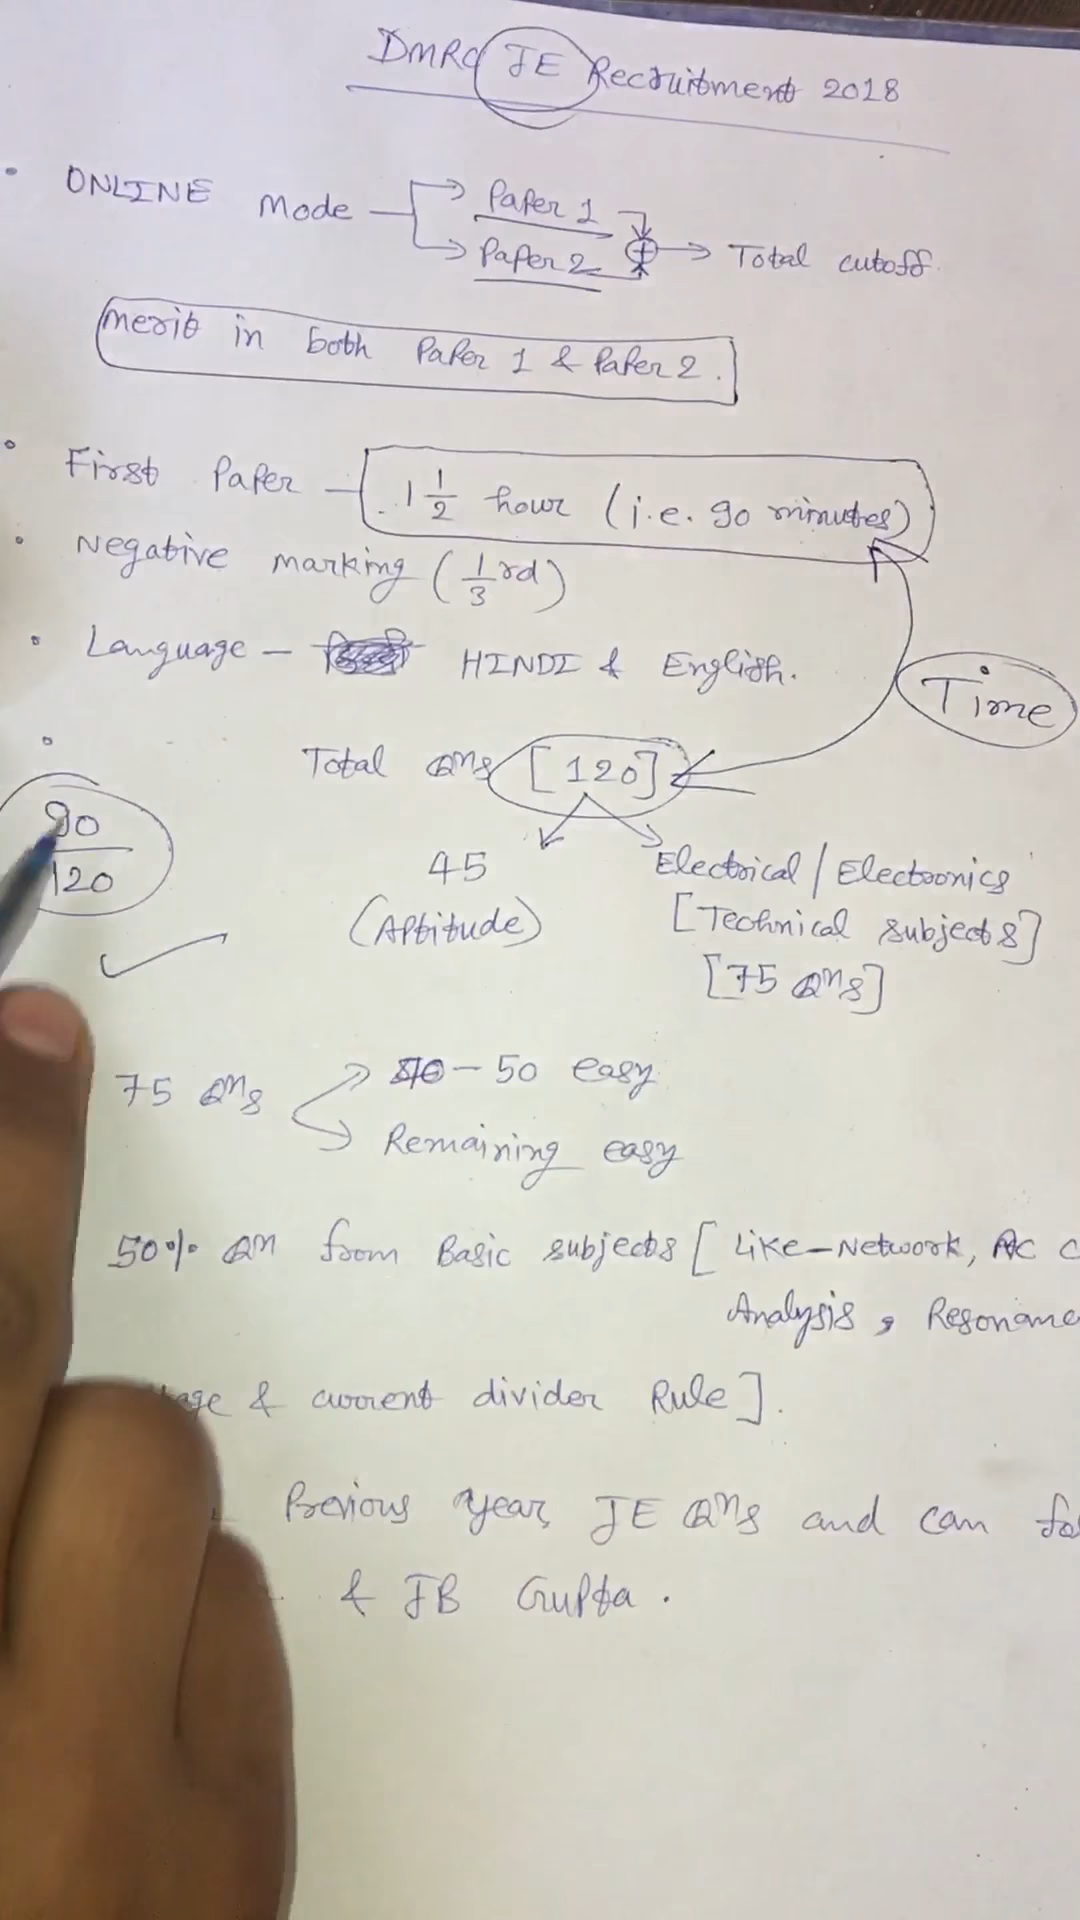 DMRC JE Recruitment 2018
ONLINE Mode → Paper 1
→ Paper 2 + → Total cutoff.
merit in both Paper 1 & Paper 2.
First Paper - 1 1/2 hour (i.e. 90 minutes)
Negative marking (1/3 rd)
Language - HINDI & English.
Time
Total Qns [120]
90
120
45
(Aptitude)
Electrical / Electronics
[Technical subjects]
[75 Qns]
75 Qns → 40 - 50 easy
→ Remaining easy
50% Qn from Basic subjects [Like-Network, AC C
Analysis, Resonance
& current divider Rule].
Previous year JE Qns and can
& JB Gupta.